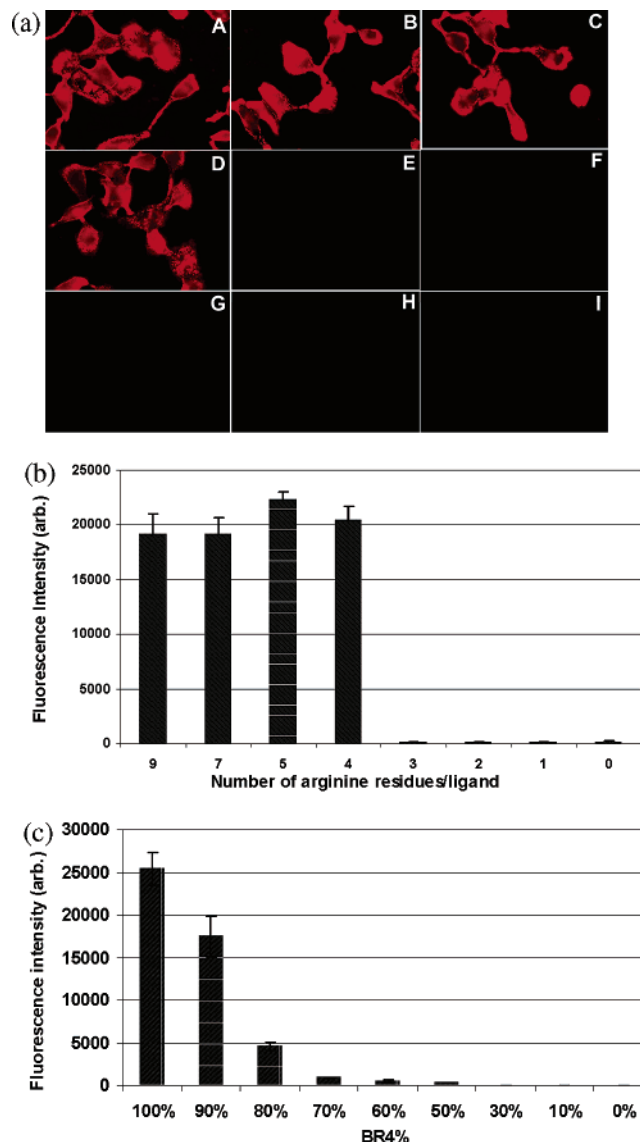 (a)
A B C
D E F
G H I
(b)
Fluorescence Intensity (arb.)
25000
20000
15000
10000
5000
0
9 7 5 4 3 2 1 0
Number of arginine residues/ligand
(c)
Fluorescence intensity (arb.)
30000
25000
20000
15000
10000
5000
0
100% 90% 80% 70% 60% 50% 30% 10% 0%
BR4%